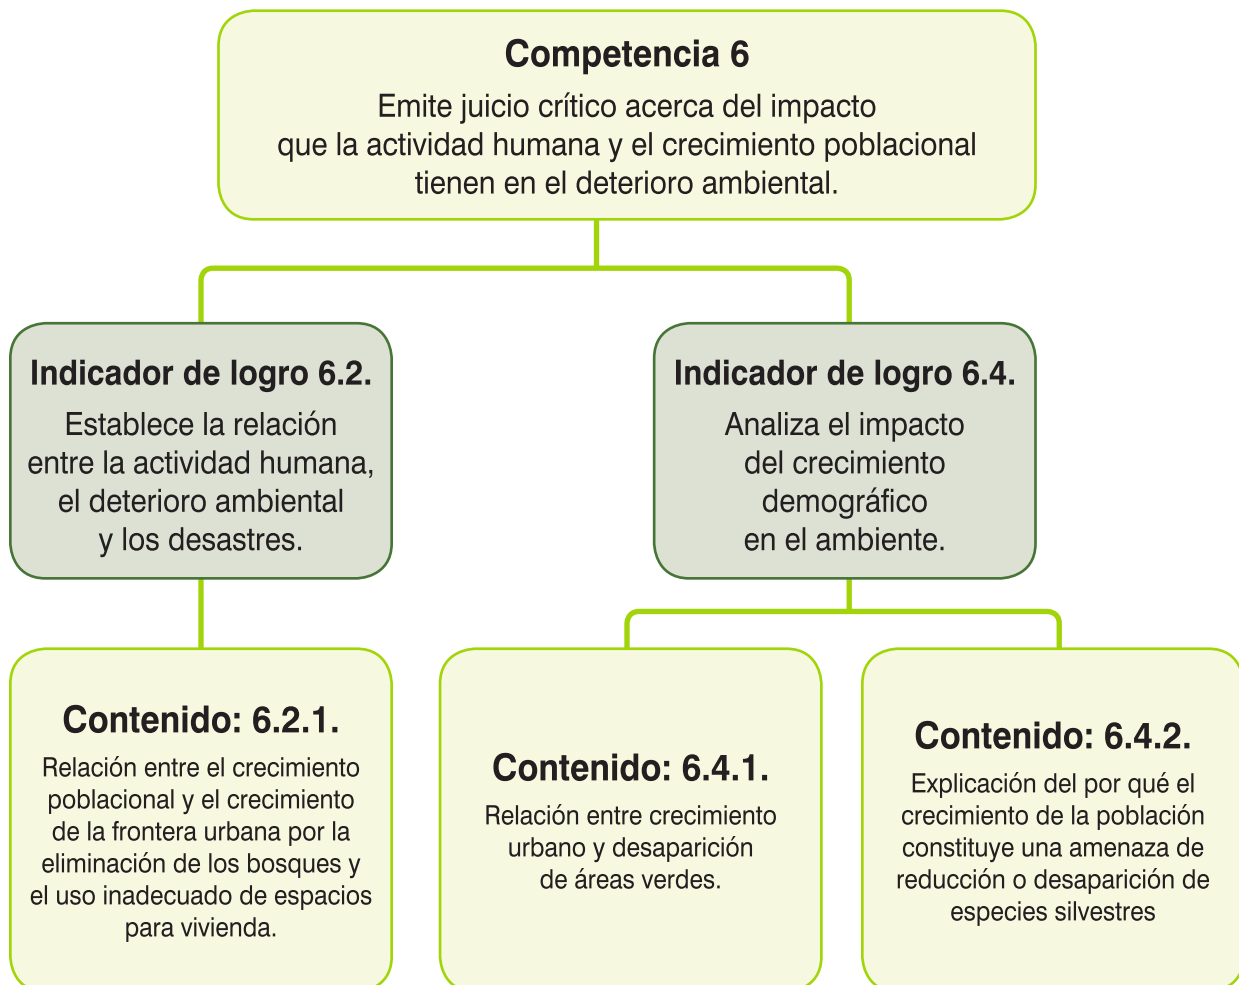 Competencia 6
Emite juicio crítico acerca del impacto
que la actividad humana y el crecimiento poblacional
tienen en el deterioro ambiental.
Indicador de logro 6.2.
Establece la relación
entre la actividad humana,
el deterioro ambiental
y los desastres.
Indicador de logro 6.4.
Analiza el impacto
del crecimiento
demográfico
en el ambiente.
Contenido: 6.2.1.
Relación entre el crecimiento
poblacional y el crecimiento
de la frontera urbana por la
eliminación de los bosques y
el uso inadecuado de espacios
para vivienda.
Contenido: 6.4.1.
Relación entre crecimiento
urbano y desaparición
de áreas verdes.
Contenido: 6.4.2.
Explicación del por qué el
crecimiento de la población
constituye una amenaza de
reducción o desaparición de
especies silvestres